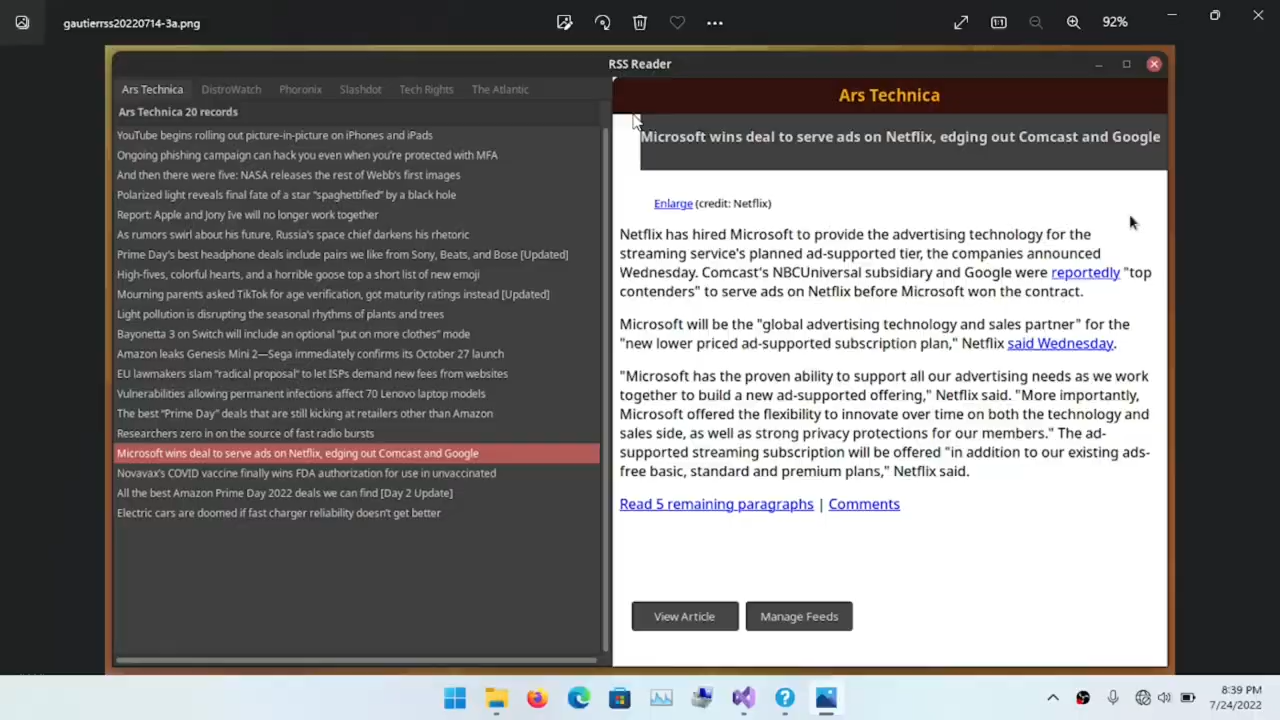 gautierrss20220714-3a.png
92%
RSS Reader
Ars Technica DistroWatch Phoronix Slashdot Tech Rights The Atlantic
Ars Technica 20 records
YouTube begins rolling out picture-in-picture on iPhones and iPads
Ongoing phishing campaign can hack you even when you're protected with MFA
And then there were five: NASA releases the rest of Webb's first images
Polarized light reveals final fate of a star “spaghettified” by a black hole
Report: Apple and Jony Ive will no longer work together
As rumors swirl about his future, Russia's space chief darkens his rhetoric
Prime Day's best headphone deals include pairs we like from Sony, Beats, and Bose [Updated]
High-fives, colorful hearts, and a horrible goose top a short list of new emoji
Mourning parents asked TikTok for age verification, got maturity ratings instead [Updated]
Light pollution is disrupting the seasonal rhythms of plants and trees
Bayonetta 3 on Switch will include an optional “put on more clothes” mode
Amazon leaks Genesis Mini 2—Sega immediately confirms its October 27 launch
EU lawmakers slam “radical proposal” to let ISPs demand new fees from websites
Vulnerabilities allowing permanent infections affect 70 Lenovo laptop models
The best “Prime Day” deals that are still kicking at retailers other than Amazon
Researchers zero in on the source of fast radio bursts
Microsoft wins deal to serve ads on Netflix, edging out Comcast and Google
Novavax's COVID vaccine finally wins FDA authorization for use in unvaccinated
All the best Amazon Prime Day 2022 deals we can find [Day 2 Update]
Electric cars are doomed if fast charger reliability doesn't get better
Ars Technica
Microsoft wins deal to serve ads on Netflix, edging out Comcast and Google
Enlarge (credit: Netflix)
Netflix has hired Microsoft to provide the advertising technology for the
streaming service's planned ad-supported tier, the companies announced
Wednesday. Comcast's NBCUniversal subsidiary and Google were reportedly "top
contenders" to serve ads on Netflix before Microsoft won the contract.
Microsoft will be the "global advertising technology and sales partner" for the
"new lower priced ad-supported subscription plan," Netflix said Wednesday.
"Microsoft has the proven ability to support all our advertising needs as we work
together to build a new ad-supported offering," Netflix said. "More importantly,
Microsoft offered the flexibility to innovate over time on both the technology and
sales side, as well as strong privacy protections for our members." The ad-
supported streaming subscription will be offered "in addition to our existing ads-
free basic, standard and premium plans," Netflix said.
Read 5 remaining paragraphs | Comments
View Article Manage Feeds
8:39 PM
7/24/2022